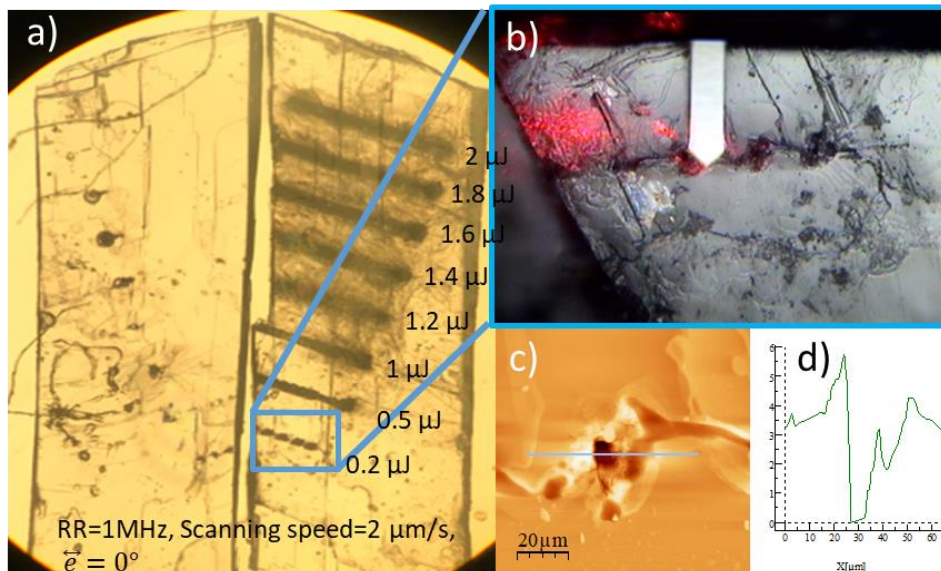 a)
2 µJ
1.8 µJ
1.6 µJ
1.4 µJ
1.2 µJ
1 µJ
0.5 µJ
0.2 µJ
RR=1MHz, Scanning speed=2 µm/s,
e⃡ = 0°
b)
c)
20µm
d)
6
5
4
3
2
1
0
0 10 20 30 40 50 60
X[µm]